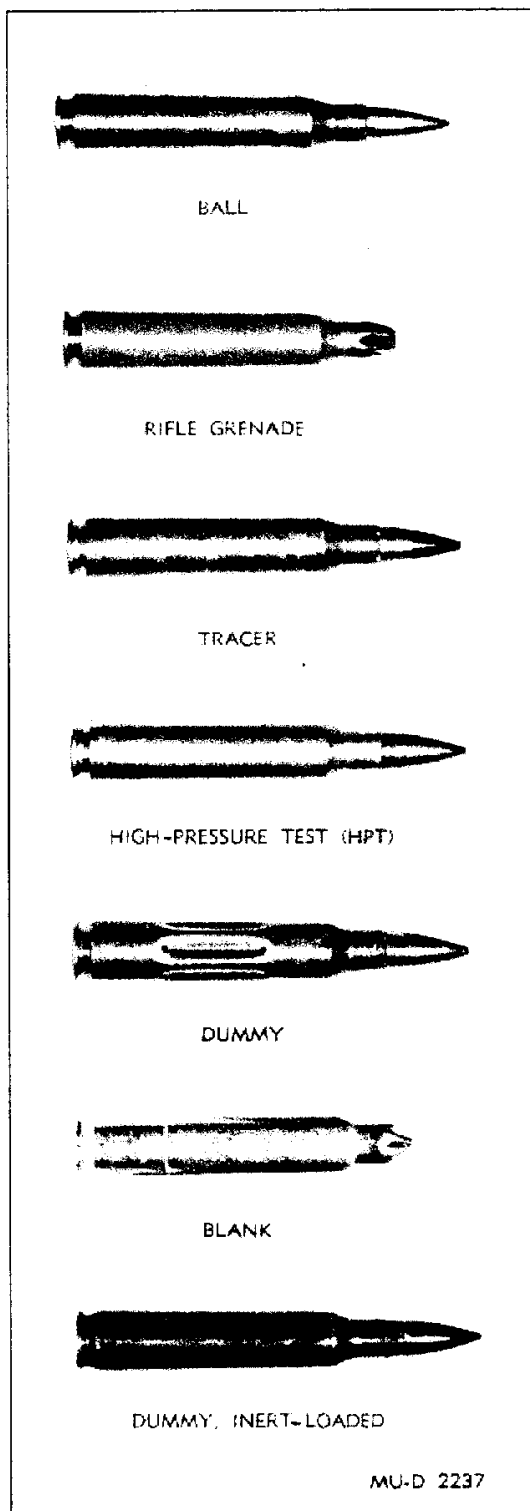 BALL
RIFLE GRENADE
TRACER
HIGH-PRESSURE TEST (HPT)
DUMMY
BLANK
DUMMY, INERT-LOADED
MU-D 2237